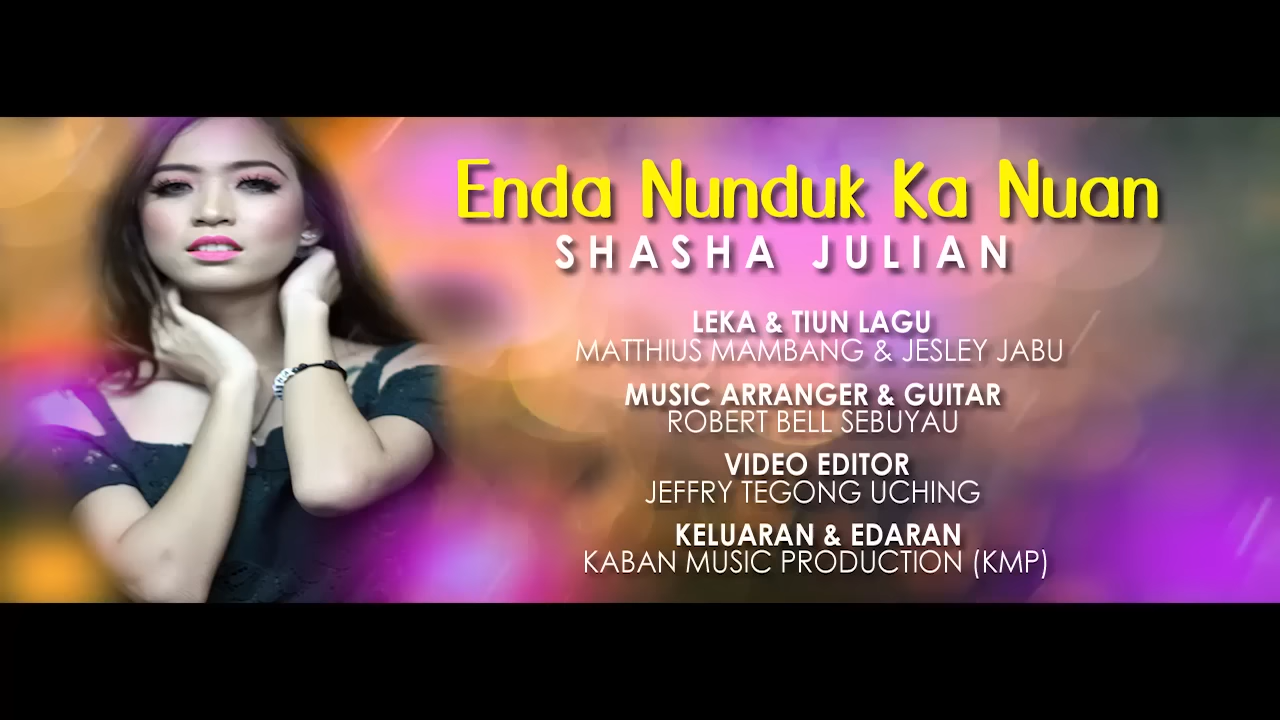 Enda Nunduk Ka Nuan
SHASHA JULIAN
LEKA & TIUN LAGU
MATTHIUS MAMBANG & JESLEY JABU
MUSIC ARRANGER & GUITAR
ROBERT BELL SEBUYAU
VIDEO EDITOR
JEFFRY TEGONG UCHING
KELUARAN & EDARAN
KABAN MUSIC PRODUCTION (KMP)